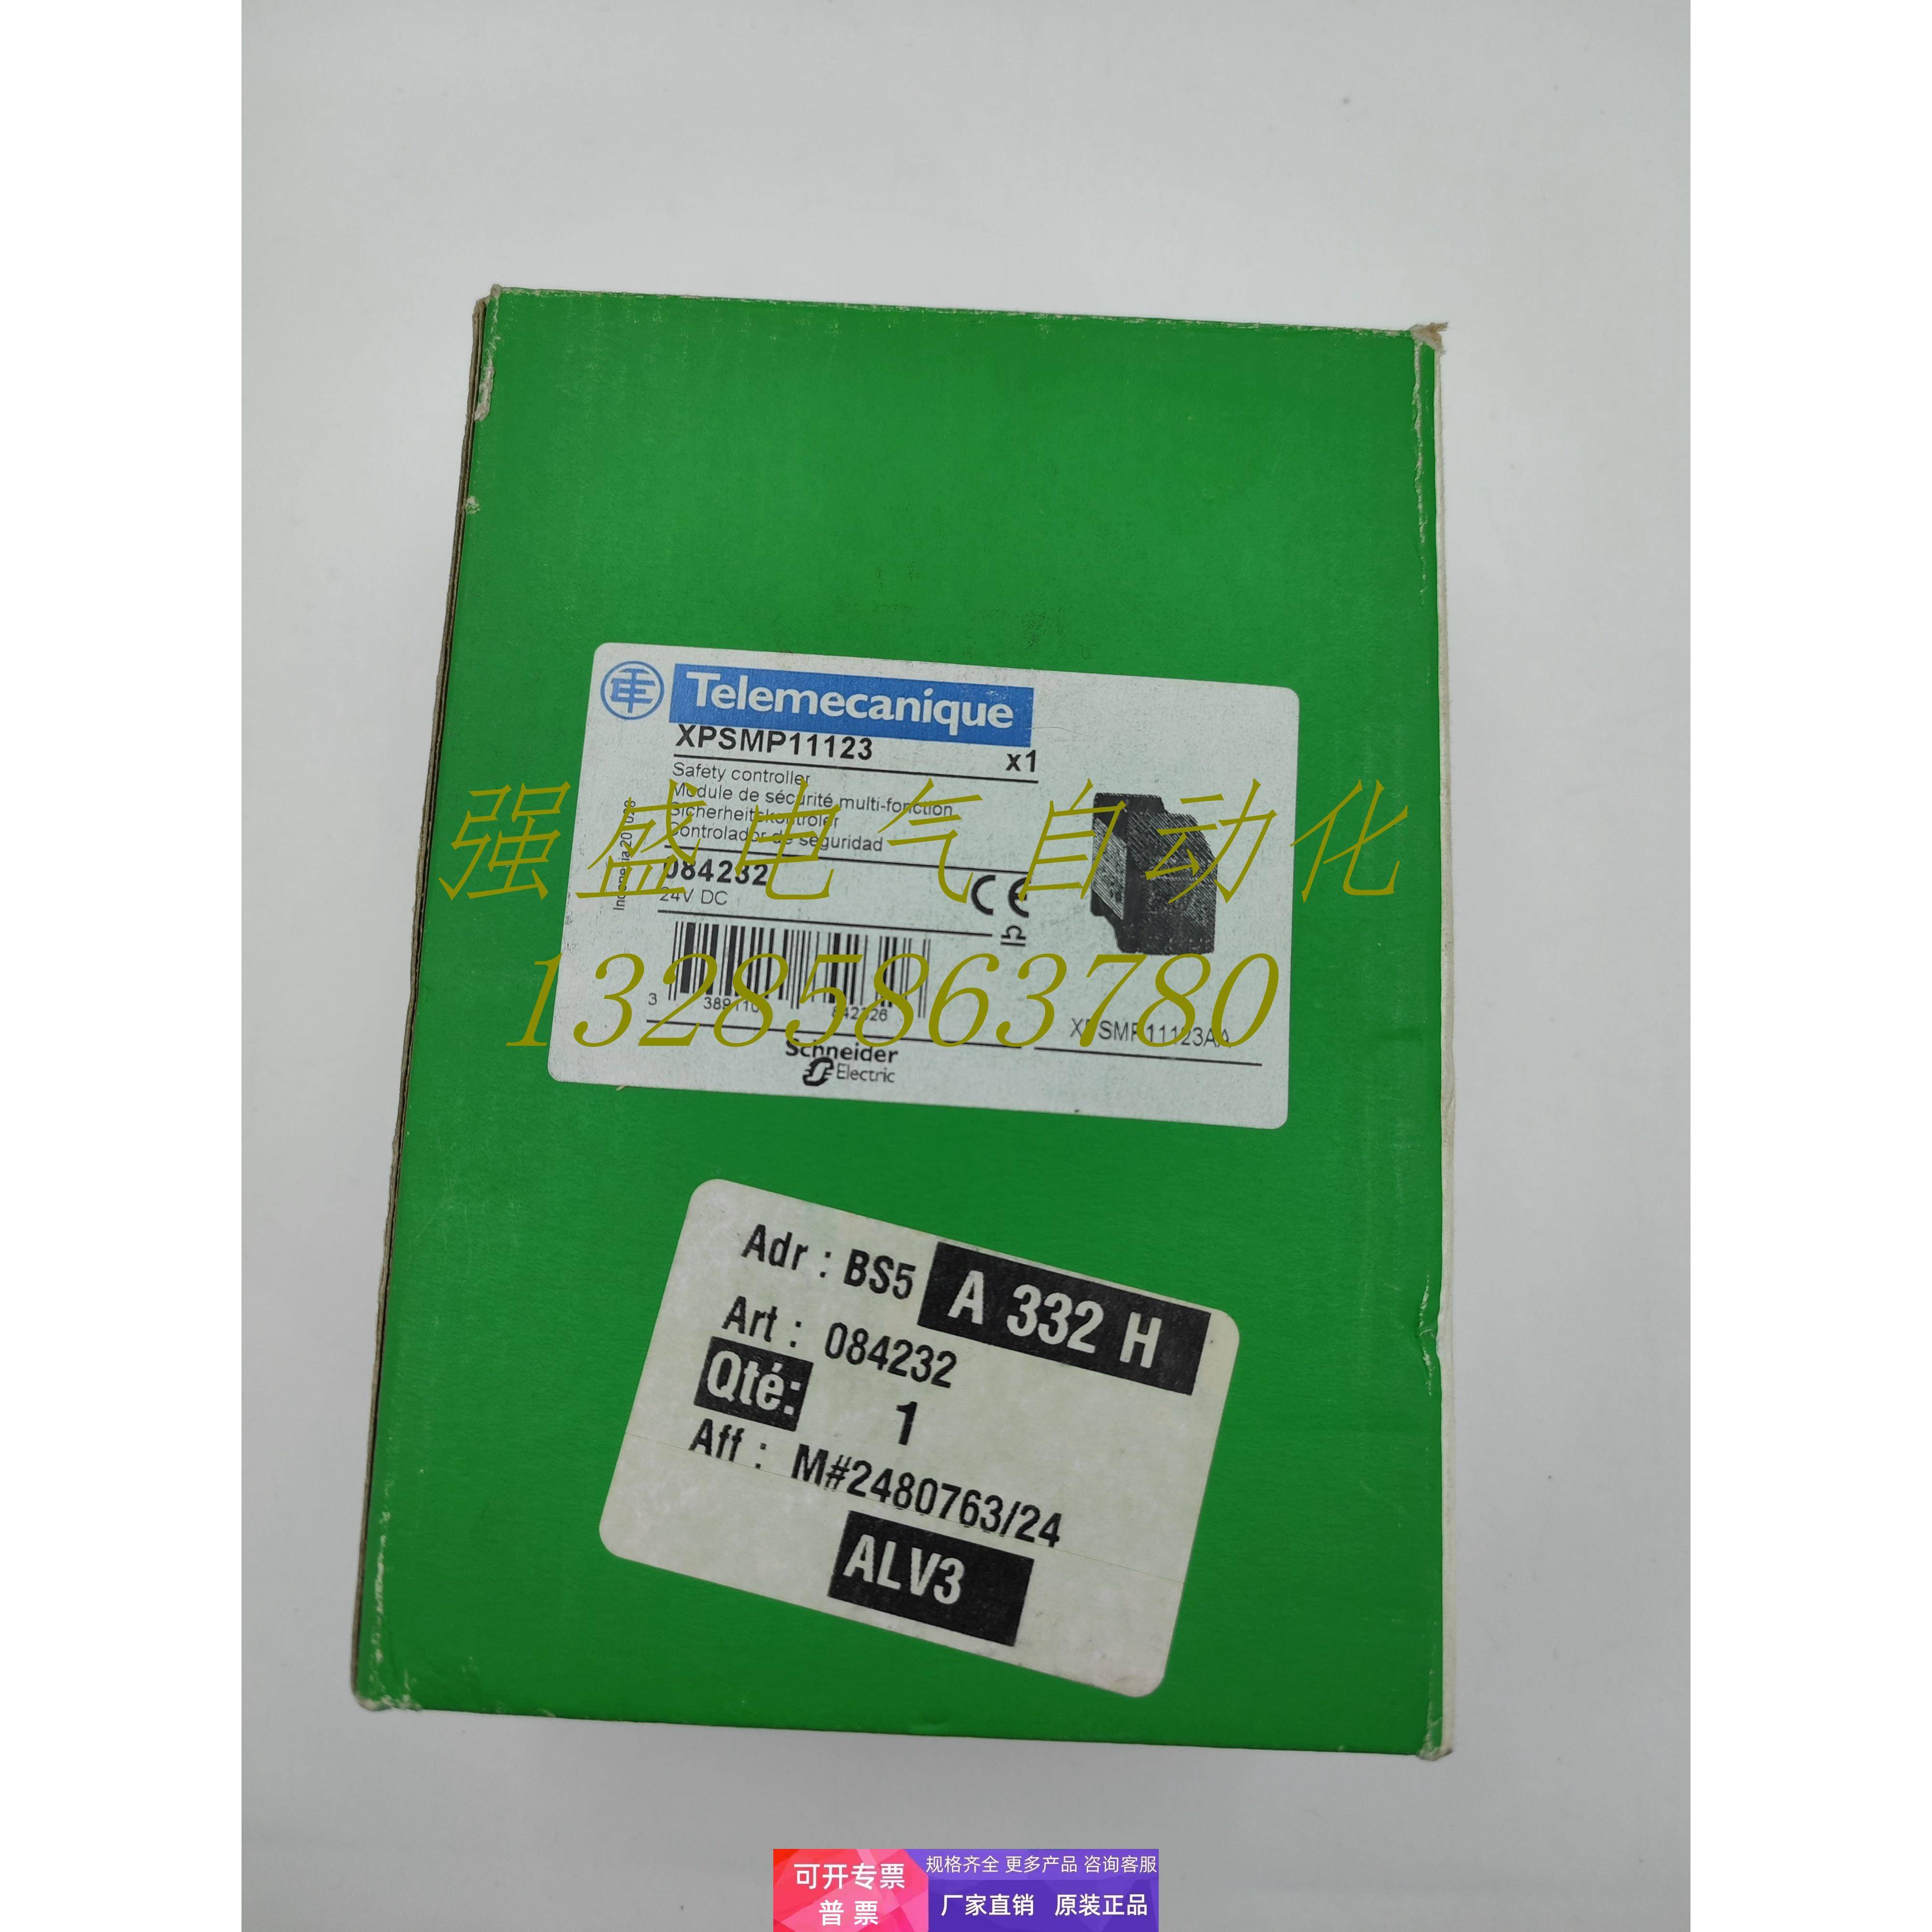 Telemecanique
XPSMP11123
x1
Safety controller
Module de sécurité multi-fonction
Sicherheitskontroler
Controlador de seguridad
强盛电气自动化
084232
24V DC
CE
13285863780
XPSMP11123AA
Schneider
Electric
Adr : BS5 A 332 H
Art : 084232
Qté: 1
Aff : M#2480763/24
ALV3
可开专票
普票
规格齐全 更多产品 咨询客服
厂家直销 原装正品